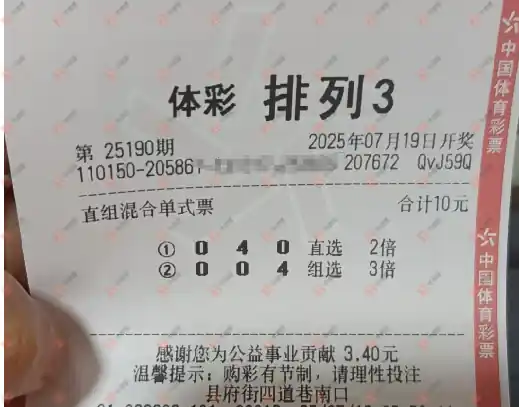 体彩 排列3
第 25190期 2025年07月19日开奖
110150-20586 207672 QvJ59Q
直组混合单式票 合计10元
① 0 4 0 直选 2倍
② 0 0 4 组选 3倍
感谢您为公益事业贡献 3.40元
温馨提示：购彩有节制，请理性投注
县府街四道巷南口
中国体育彩票
中国体育彩票